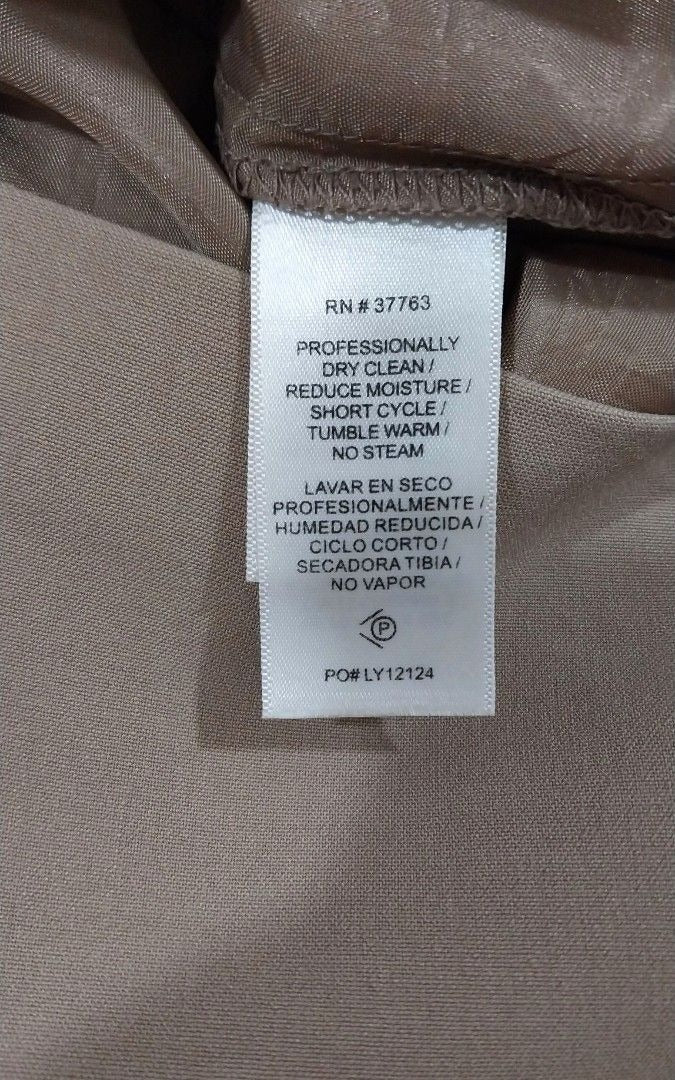 RN # 37763
PROFESSIONALLY
DRY CLEAN /
REDUCE MOISTURE /
SHORT CYCLE /
TUMBLE WARM /
NO STEAM
LAVAR EN SECO
PROFESIONALMENTE /
HUMEDAD REDUCIDA /
CICLO CORTO /
SECADORA TIBIA /
NO VAPOR
P
PO# LY12124